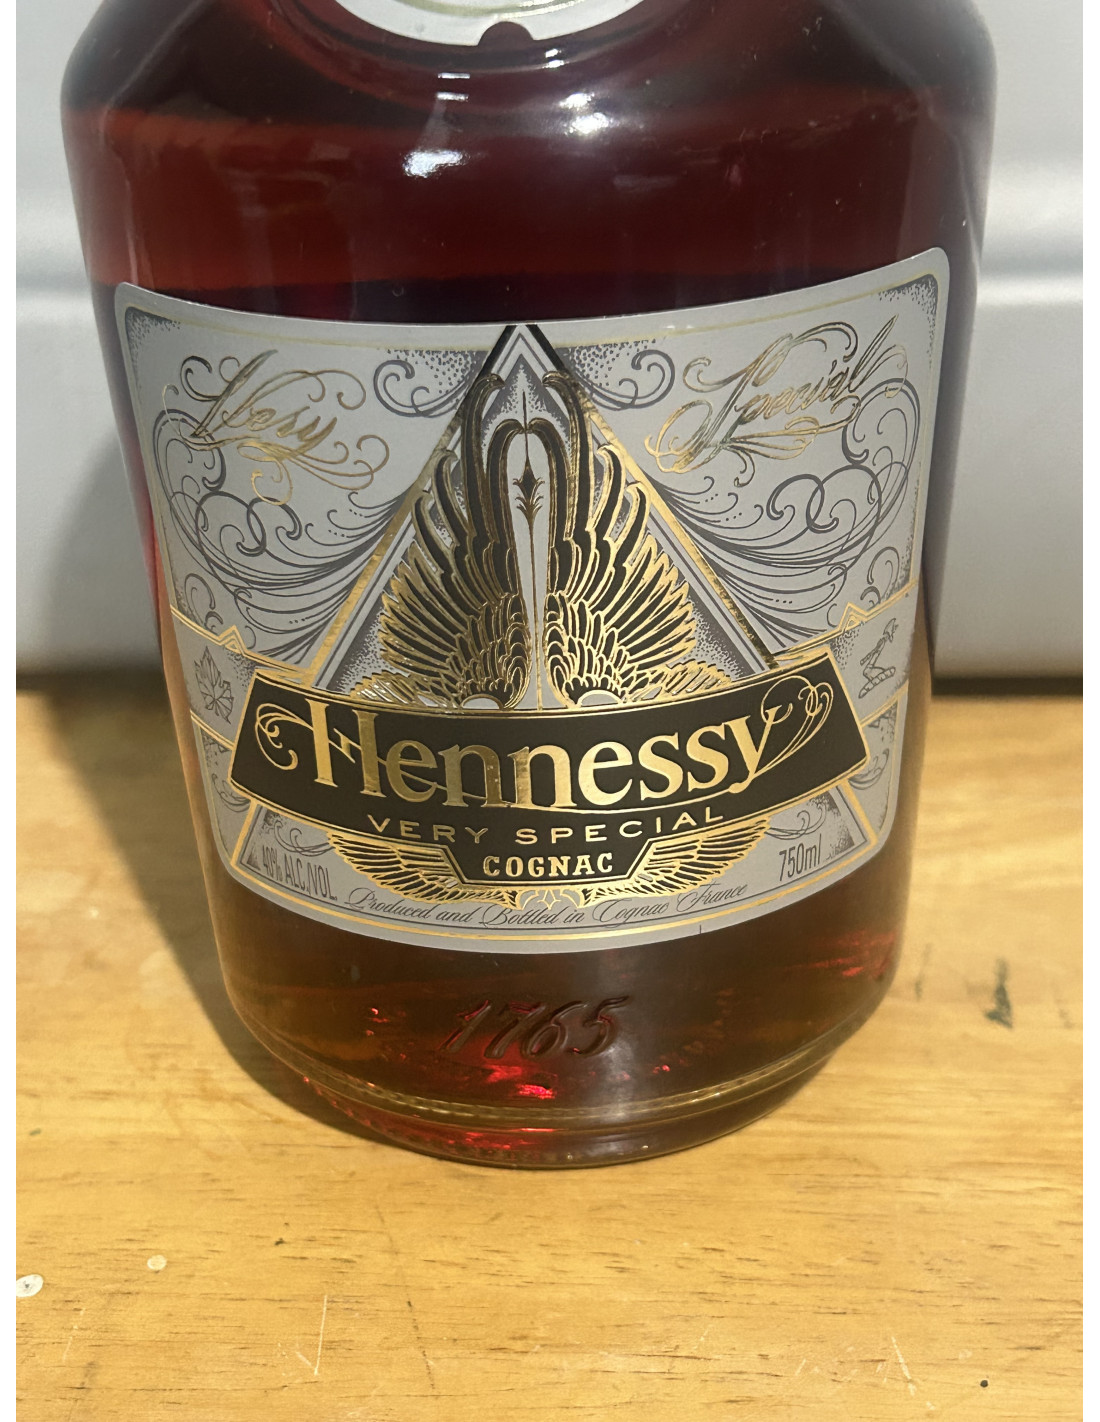 Very Special
Hennessy
VERY SPECIAL
COGNAC
40% ALC./VOL.
750ml
Produced and Bottled in Cognac France
1765